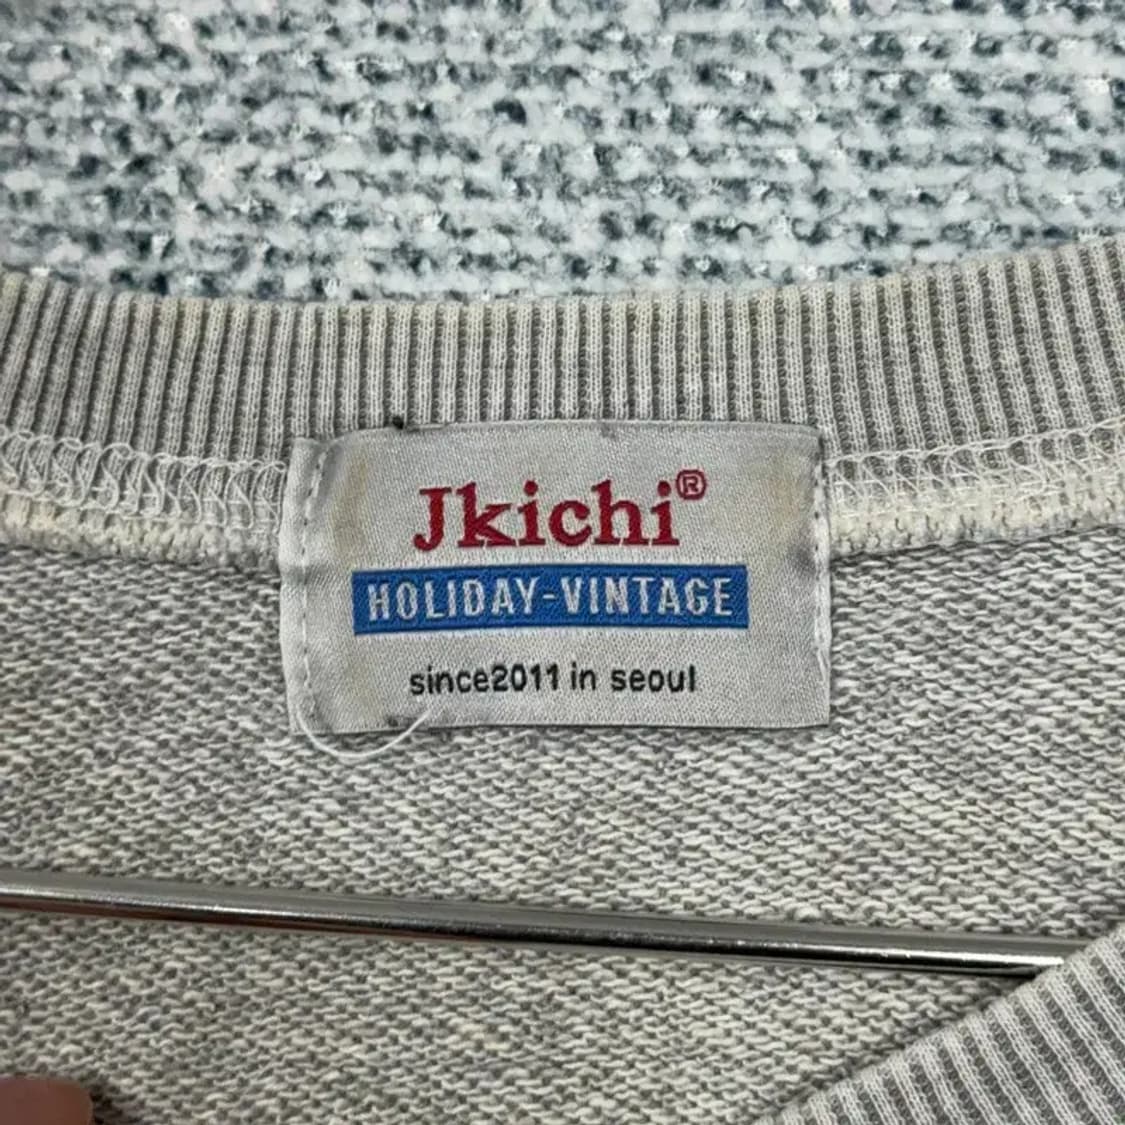 Jkichi®
HOLIDAY-VINTAGE
since2011 in seoul